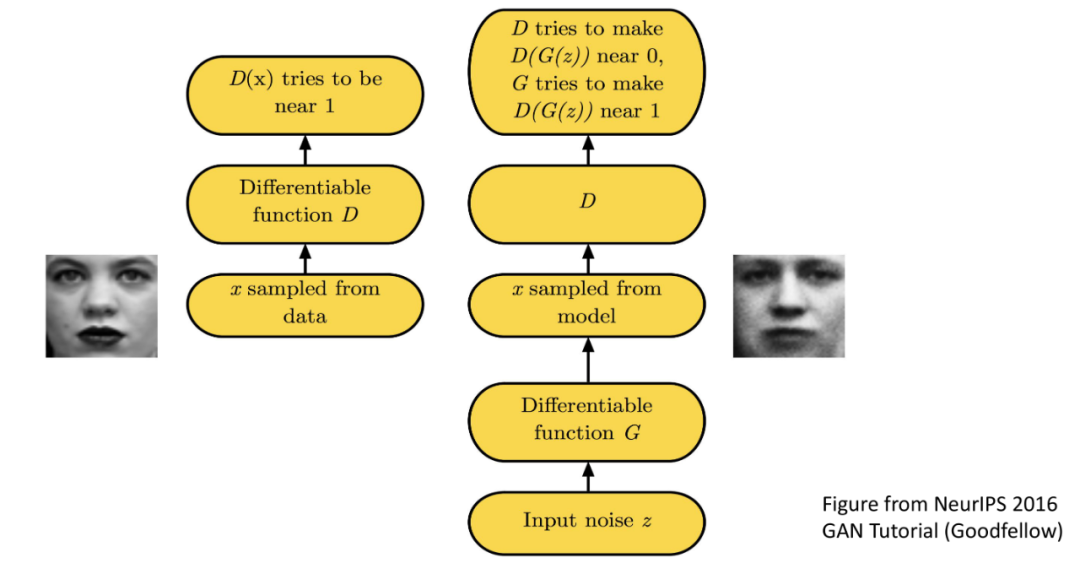 D(x) tries to be
near 1
Differentiable
function D
x sampled from
data
D tries to make
D(G(z)) near 0,
G tries to make
D(G(z)) near 1
D
x sampled from
model
Differentiable
function G
Input noise z
Figure from NeurIPS 2016
GAN Tutorial (Goodfellow)